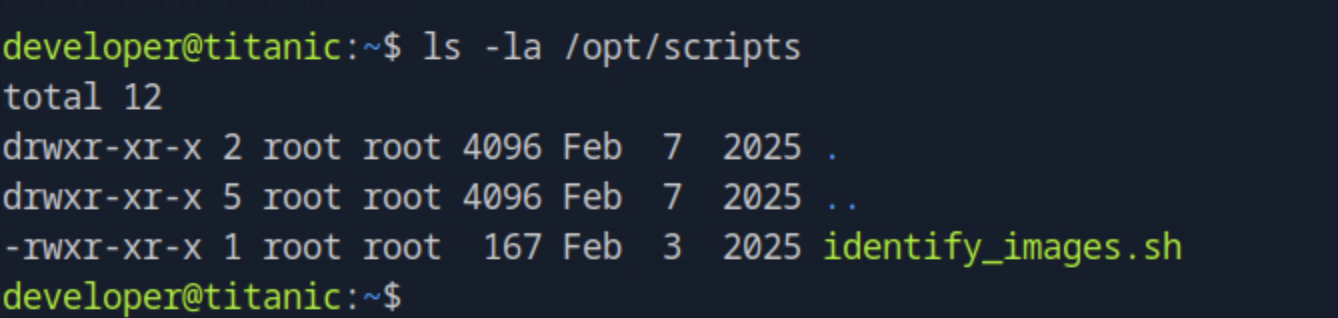 developer@titanic:~$ ls -la /opt/scripts
total 12
drwxr-xr-x 2 root root 4096 Feb  7  2025 .
drwxr-xr-x 5 root root 4096 Feb  7  2025 ..
-rwxr-xr-x 1 root root  167 Feb  3  2025 identify_images.sh
developer@titanic:~$